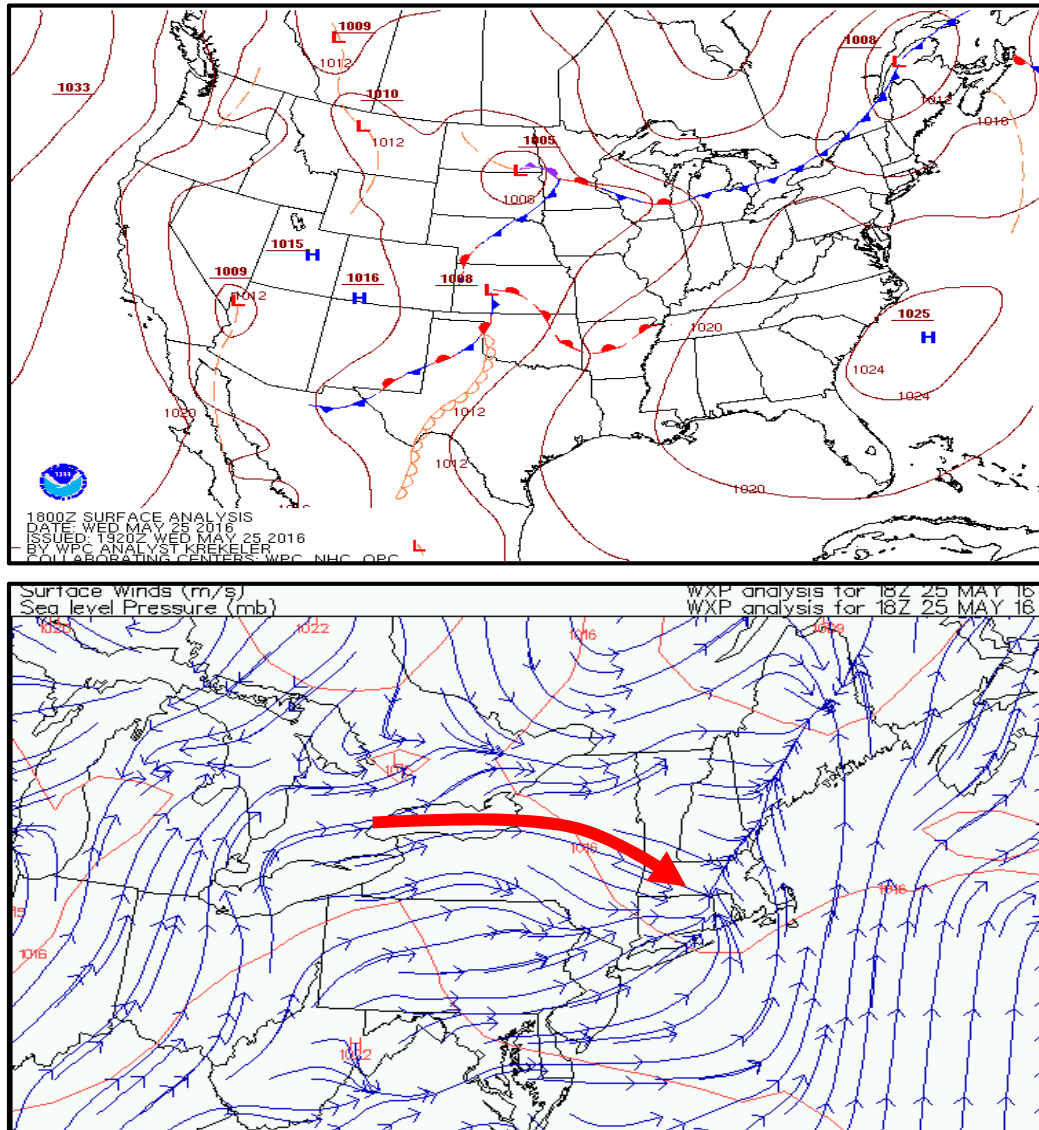 1009
L
1008
L
1033
1012
1010
1012
L
1012
1016
1005
L
1008
1015
H
1009
1012
L
1016
H
1008
L
1020
1025
H
1024
1024
1020
1012
1012
1020
1800Z SURFACE ANALYSIS
DATE: WED MAY 25 2016
ISSUED: 1920Z WED MAY 25 2016
BY WPC ANALYST KREKELER
COLLABORATING CENTERS: WPC, NHC, OPC
L
Surface Winds (m/s) WXP analysis for 18Z 25 MAY 16
Sea level Pressure (mb) WXP analysis for 18Z 25 MAY 16
1022
1016
L
1016
1016
1016
H
1022